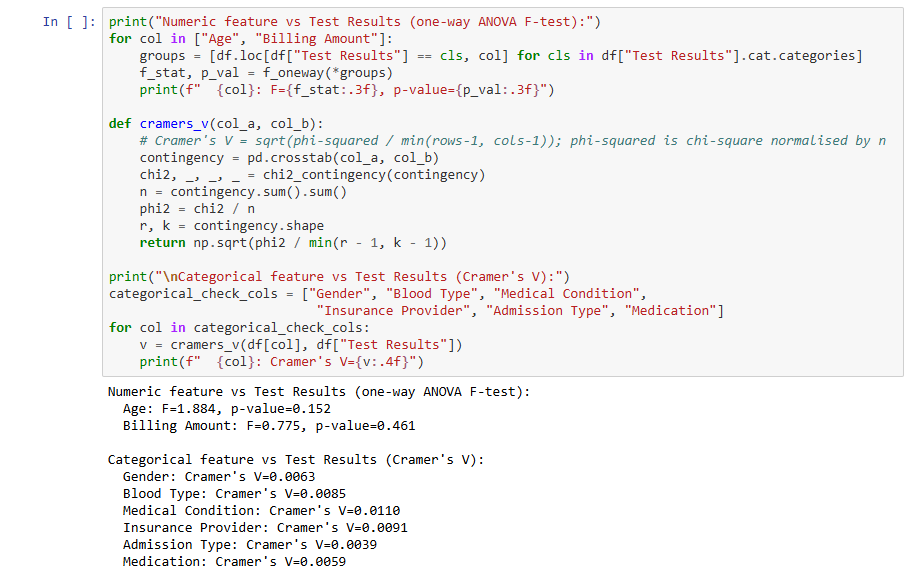 In [ ]: print("Numeric feature vs Test Results (one-way ANOVA F-test):")
for col in ["Age", "Billing Amount"]:
    groups = [df.loc[df["Test Results"] == cls, col] for cls in df["Test Results"].cat.categories]
    f_stat, p_val = f_oneway(*groups)
    print(f"  {col}: F={f_stat:.3f}, p-value={p_val:.3f}")

def cramers_v(col_a, col_b):
    # Cramer's V = sqrt(phi-squared / min(rows-1, cols-1)); phi-squared is chi-square normalised by n
    contingency = pd.crosstab(col_a, col_b)
    chi2, _, _, _ = chi2_contingency(contingency)
    n = contingency.sum().sum()
    phi2 = chi2 / n
    r, k = contingency.shape
    return np.sqrt(phi2 / min(r - 1, k - 1))

print("\nCategorical feature vs Test Results (Cramer's V):")
categorical_check_cols = ["Gender", "Blood Type", "Medical Condition",
                          "Insurance Provider", "Admission Type", "Medication"]
for col in categorical_check_cols:
    v = cramers_v(df[col], df["Test Results"])
    print(f"  {col}: Cramer's V={v:.4f}")

Numeric feature vs Test Results (one-way ANOVA F-test):
  Age: F=1.884, p-value=0.152
  Billing Amount: F=0.775, p-value=0.461

Categorical feature vs Test Results (Cramer's V):
  Gender: Cramer's V=0.0063
  Blood Type: Cramer's V=0.0085
  Medical Condition: Cramer's V=0.0110
  Insurance Provider: Cramer's V=0.0091
  Admission Type: Cramer's V=0.0039
  Medication: Cramer's V=0.0059